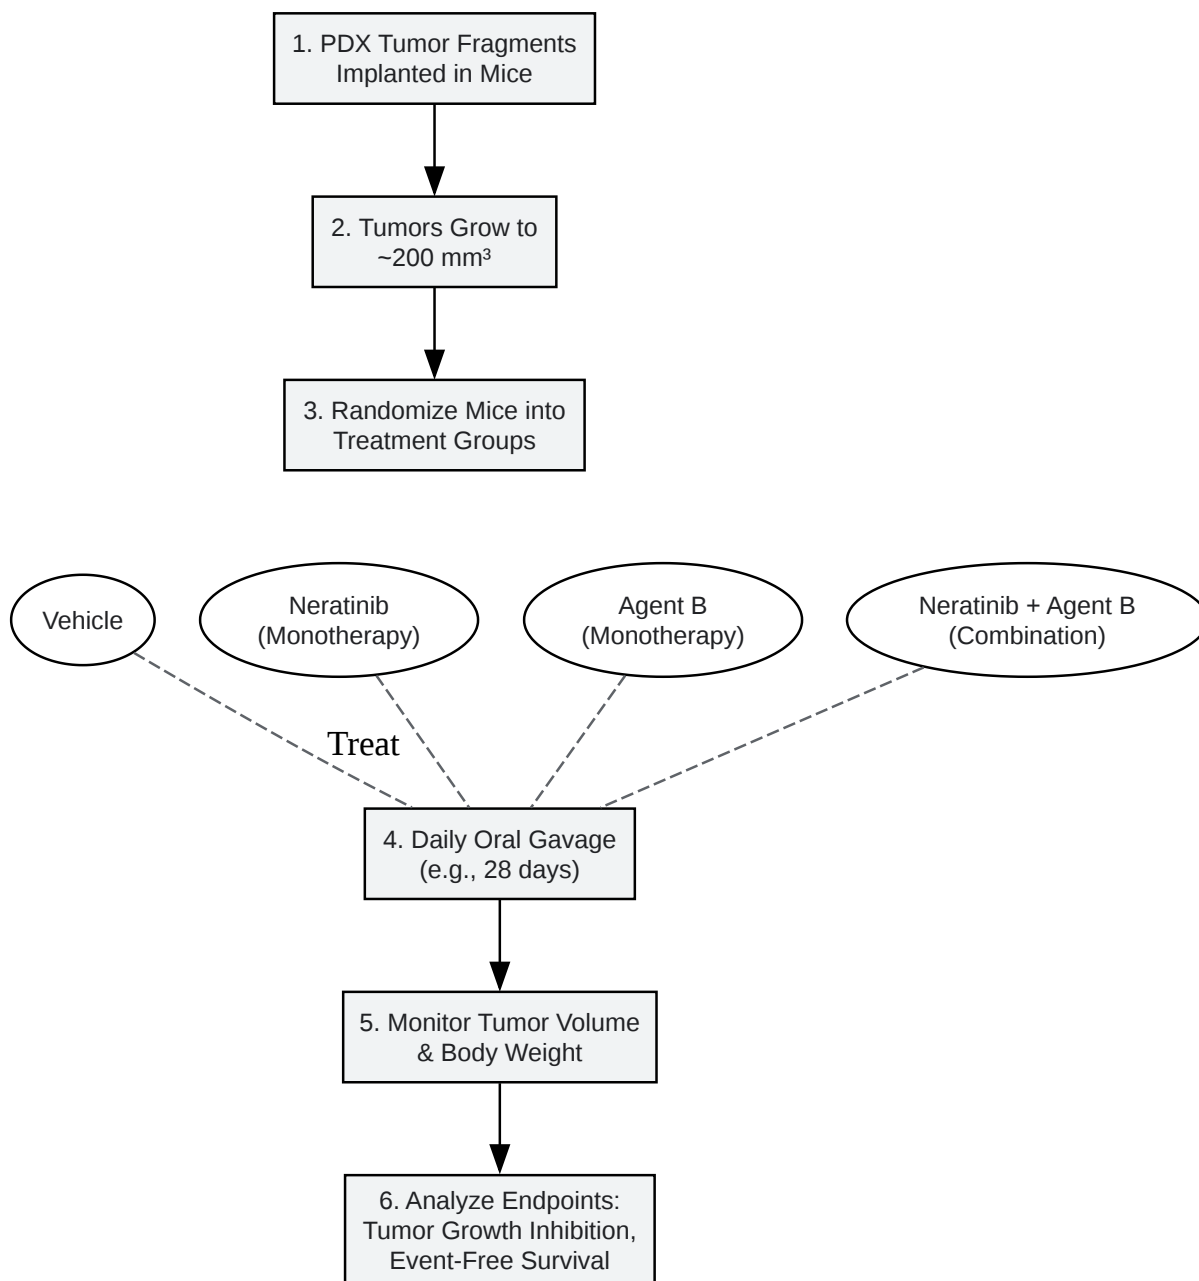 1. PDX Tumor Fragments
Implanted in Mice
2. Tumors Grow to
~200 mm³
3. Randomize Mice into
Treatment Groups
Vehicle
Neratinib
(Monotherapy)
Agent B
(Monotherapy)
Neratinib + Agent B
(Combination)
Treat
4. Daily Oral Gavage
(e.g., 28 days)
5. Monitor Tumor Volume
& Body Weight
6. Analyze Endpoints:
Tumor Growth Inhibition,
Event-Free Survival